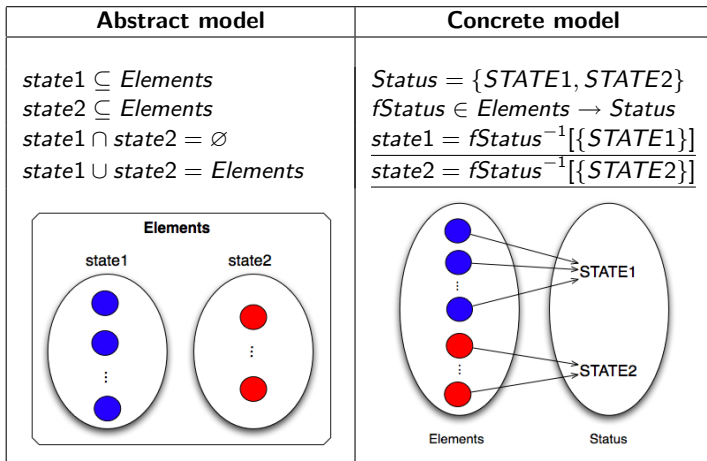 Abstract model
Concrete model
state1 ⊆ Elements
state2 ⊆ Elements
state1 ∩ state2 = ∅
state1 ∪ state2 = Elements
Status = {STATE1, STATE2}
fStatus ∈ Elements → Status
state1 = fStatus⁻¹[{STATE1}]
state2 = fStatus⁻¹[{STATE2}]
Elements
state1
state2
...
...
...
...
STATE1
STATE2
Elements
Status